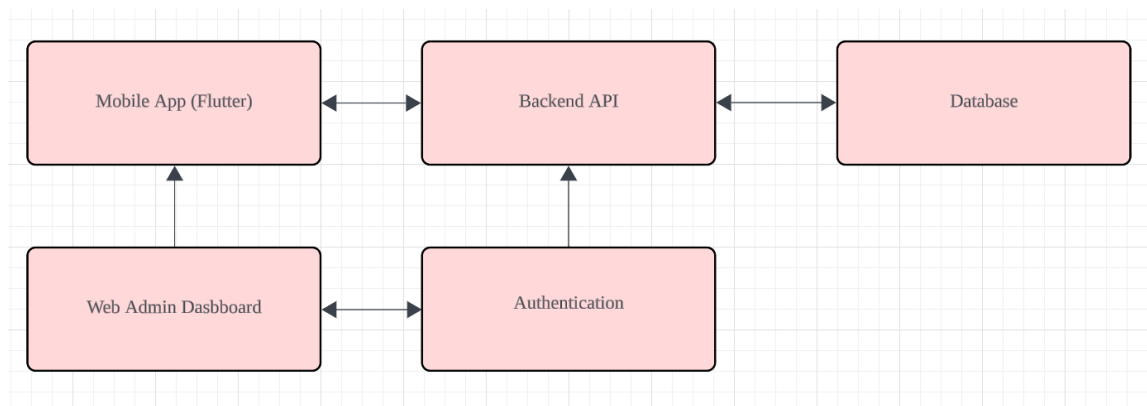 Mobile App (Flutter)
Backend API
Database
Web Admin Dasbboard
Authentication